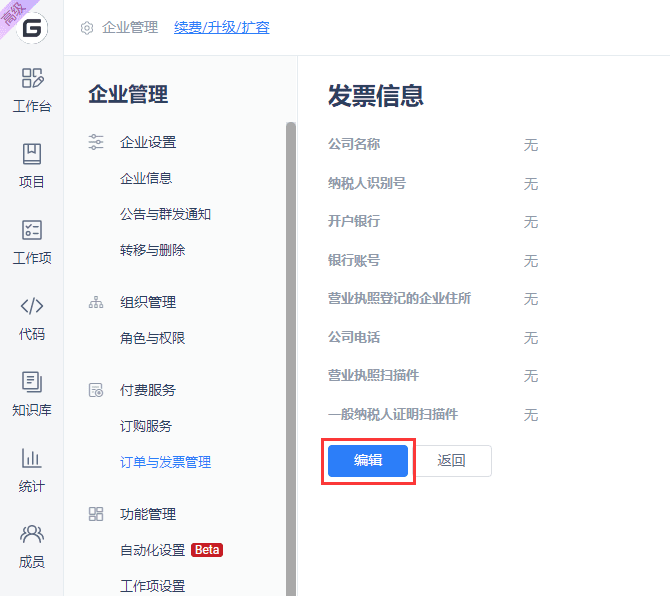 高级
G
工作台
项目
工作项
代码
知识库
统计
成员
企业管理 续费/升级/扩容
企业管理
企业设置
企业信息
公告与群发通知
转移与删除
组织管理
角色与权限
付费服务
订购服务
订单与发票管理
功能管理
自动化设置 Beta
工作项设置
发票信息
公司名称 无
纳税人识别号 无
开户银行 无
银行账号 无
营业执照登记的企业住所 无
公司电话 无
营业执照扫描件 无
一般纳税人证明扫描件 无
编辑 返回